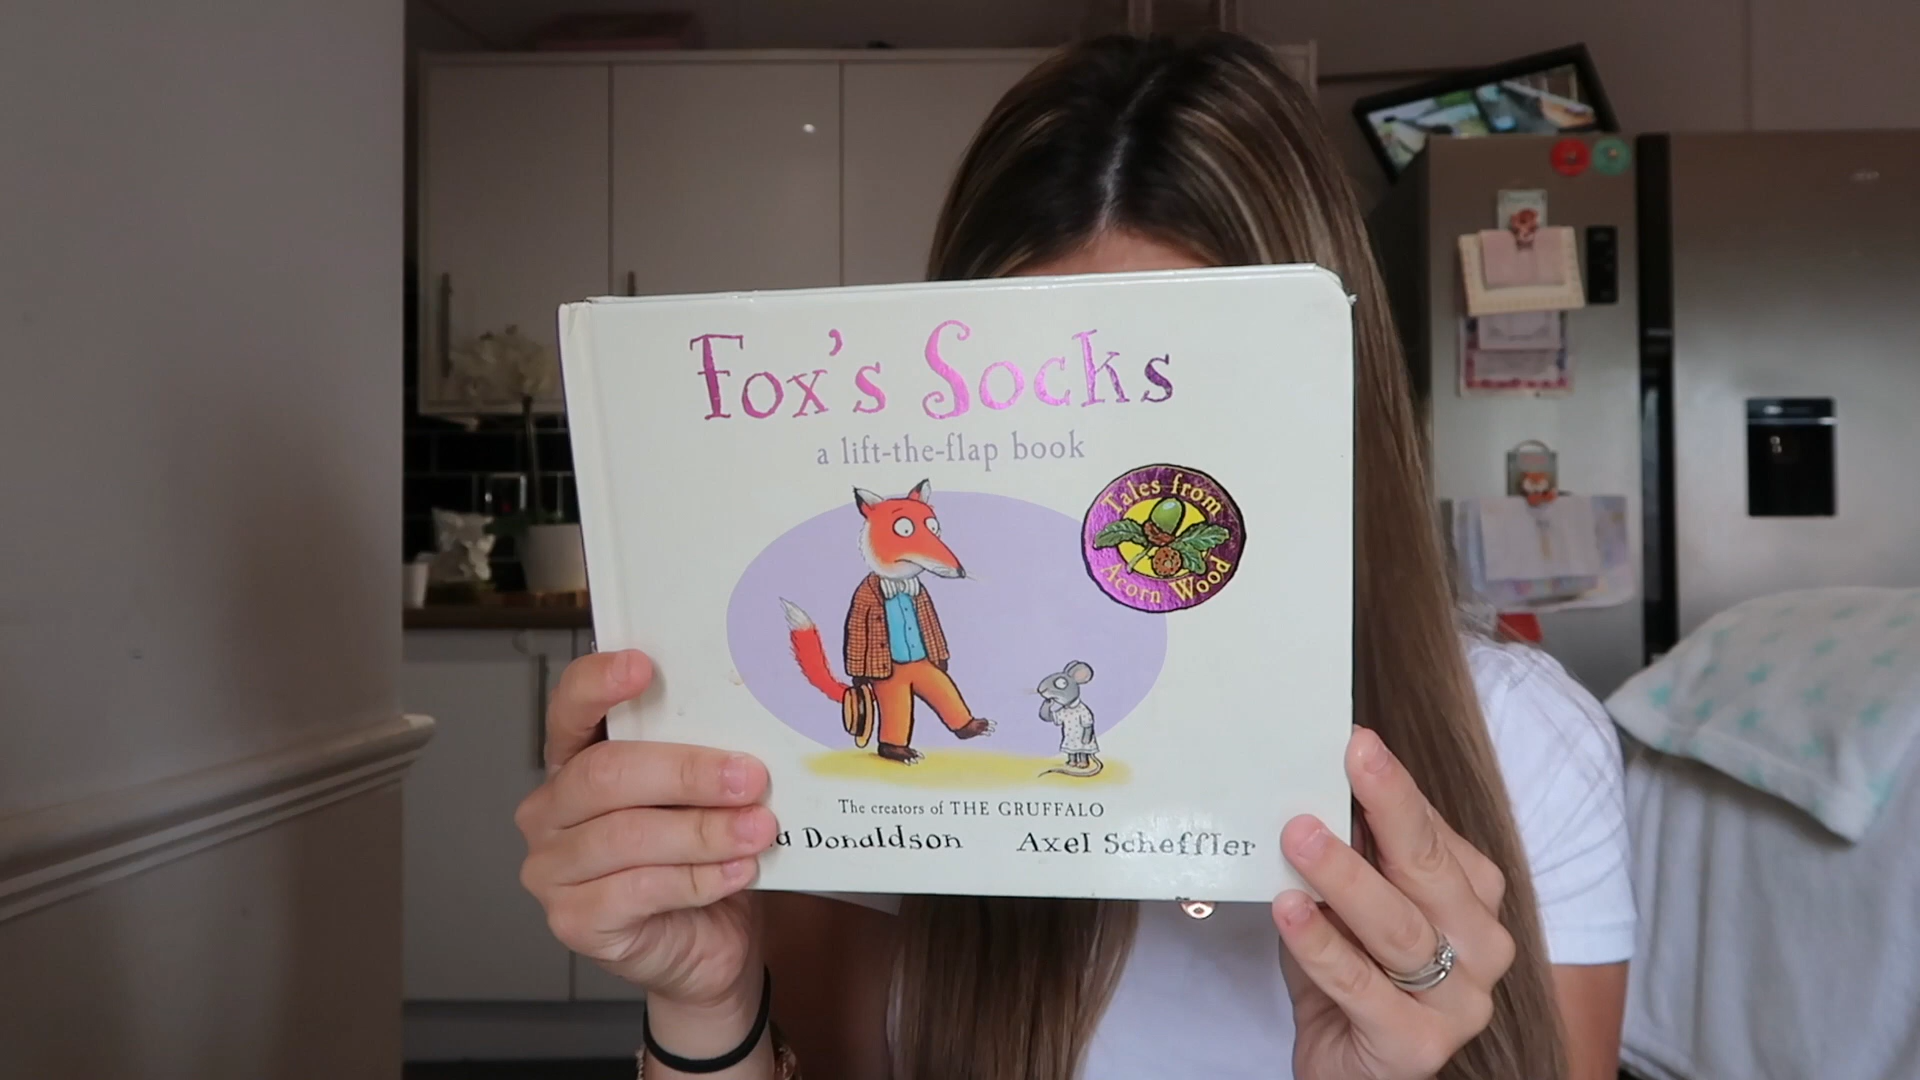 Fox's Socks
a lift-the-flap book
Tales from
Acorn Wood
The creators of THE GRUFFALO
Donaldson Axel Scheffler